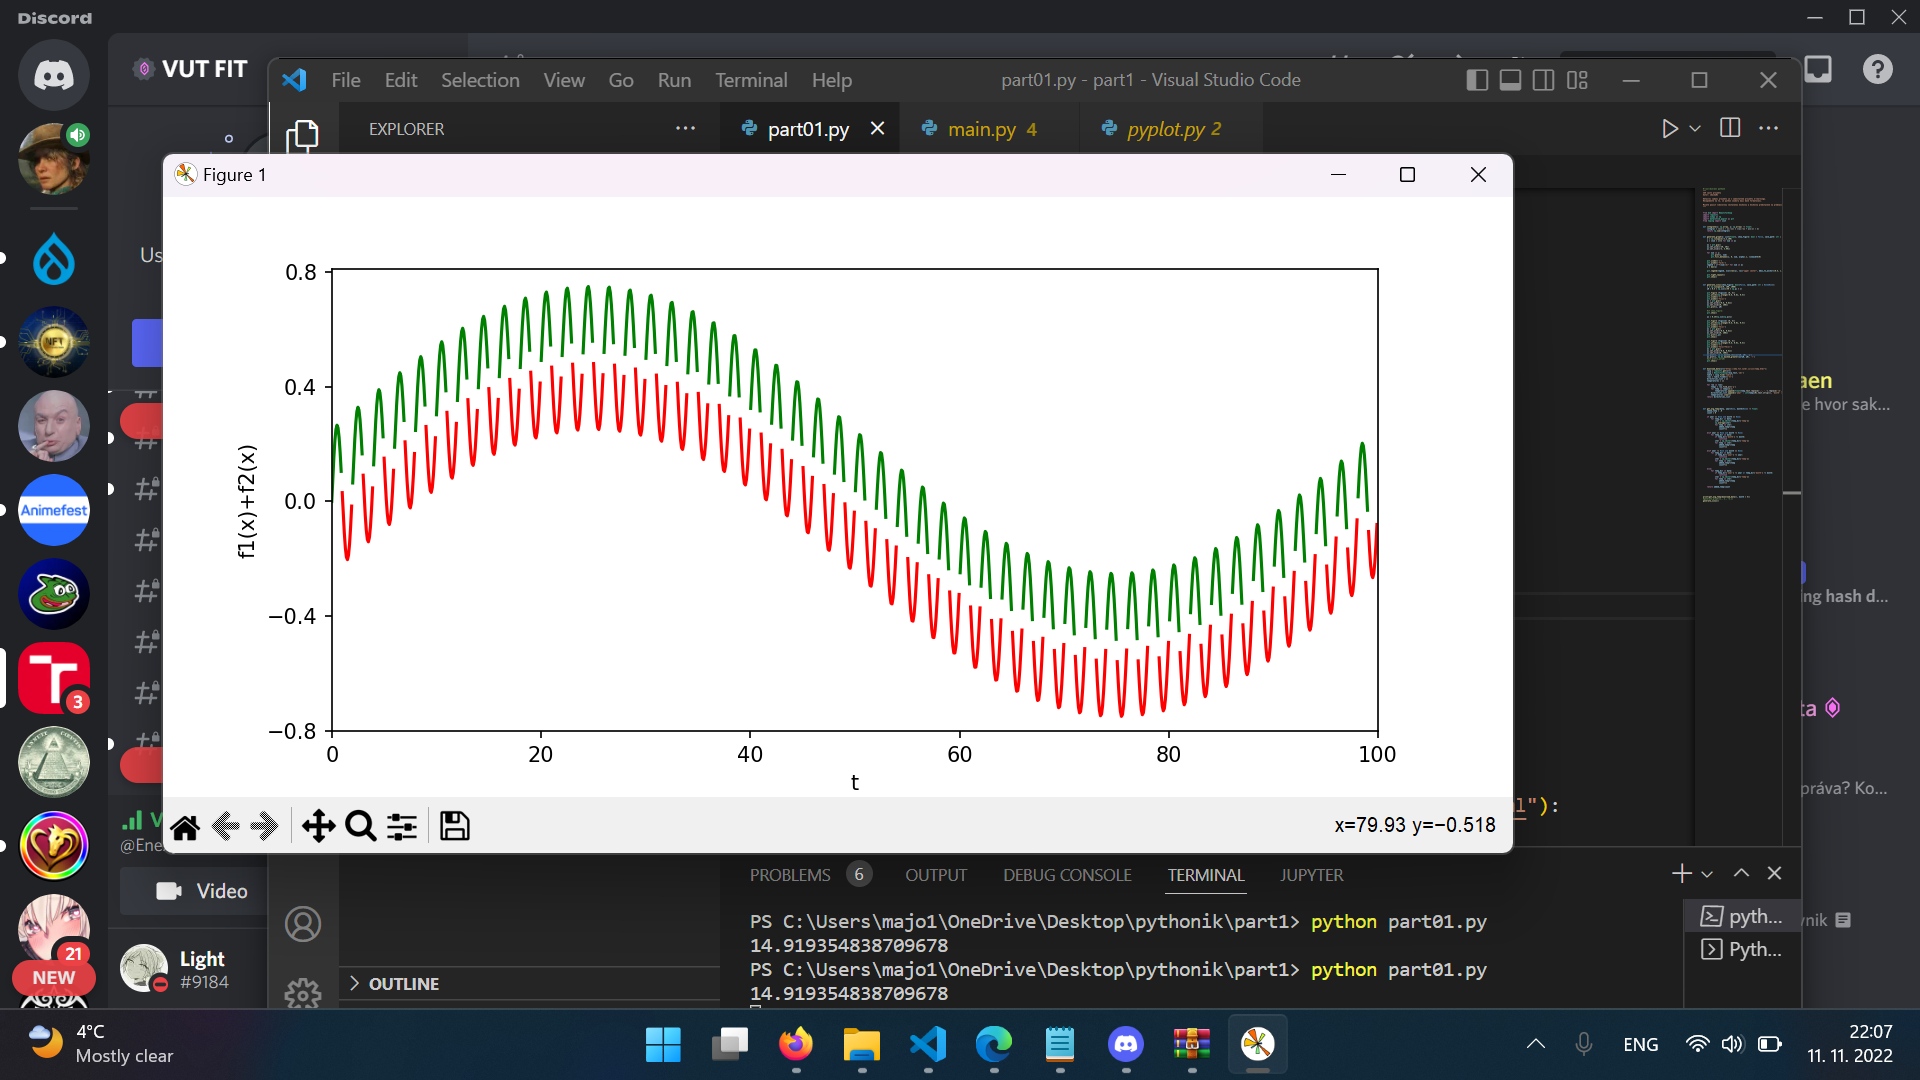 Discord
VUT FIT
File Edit Selection View Go Run Terminal Help
part01.py - part1 - Visual Studio Code
EXPLORER
part01.py
main.py 4
pyplot.py 2
Figure 1
Us
0.8
0.4
0.0
−0.4
−0.8
f1(x)+f2(x)
0 20 40 60 80 100
t
x=79.93 y=−0.518
NFT
Animefest
3
21
NEW
@Ene
Video
Light
#9184
aen
e hvor sak...
ng hash d...
ta
práva? Ko...
vnik
l"):
PROBLEMS 6 OUTPUT DEBUG CONSOLE TERMINAL JUPYTER
PS C:\Users\majo1\OneDrive\Desktop\pythonik\part1> python part01.py
14.919354838709678
PS C:\Users\majo1\OneDrive\Desktop\pythonik\part1> python part01.py
14.919354838709678
pyth...
Pyth...
OUTLINE
4°C
Mostly clear
ENG
22:07
11. 11. 2022